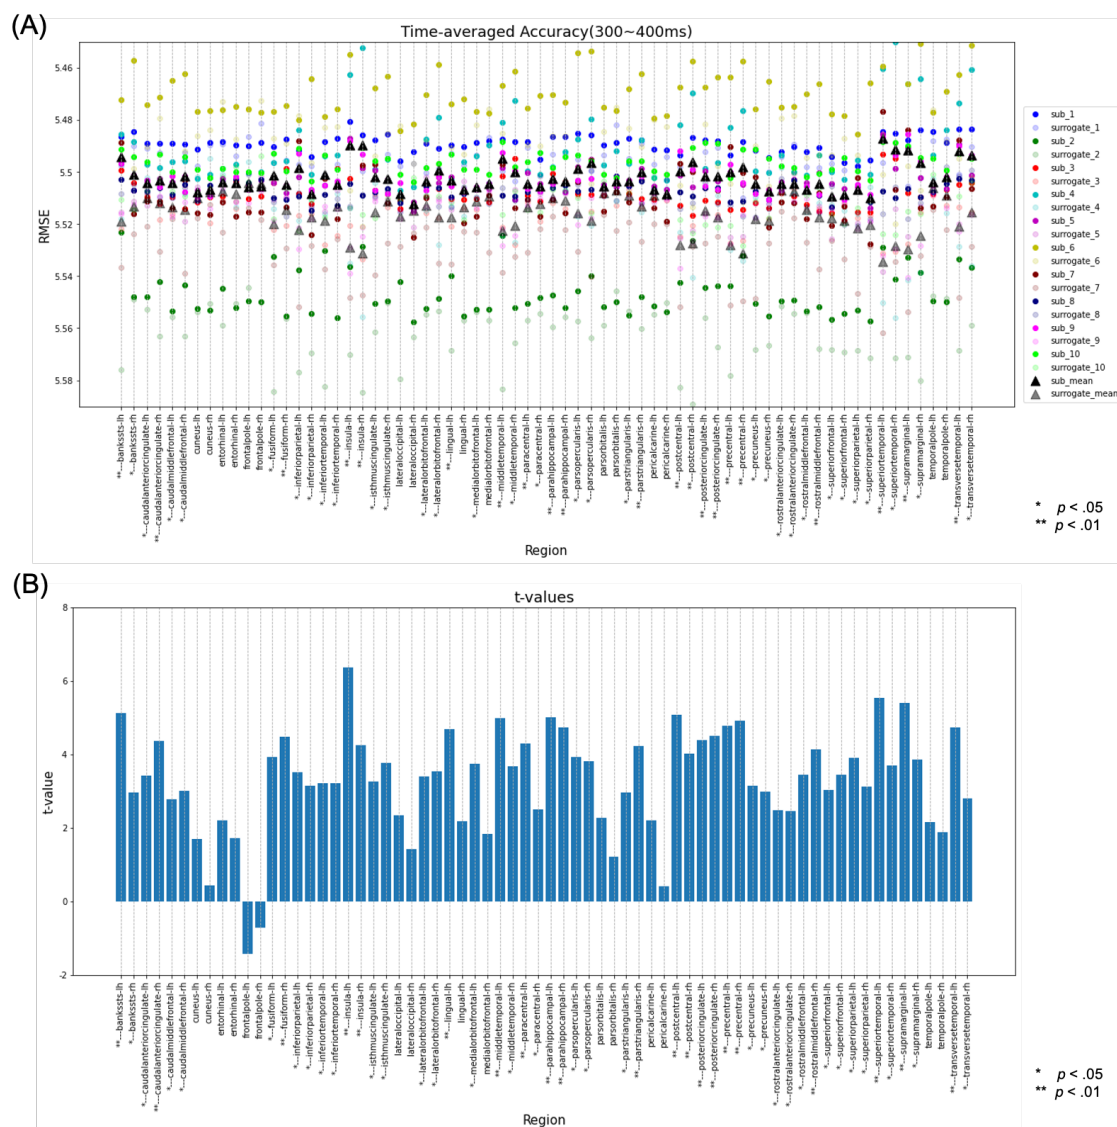 (A)
Time-averaged Accuracy(300~400ms)
RMSE
5.46
5.48
5.5
5.52
5.54
5.56
5.58
sub_1
surrogate_1
sub_2
surrogate_2
sub_3
surrogate_3
sub_4
surrogate_4
sub_5
surrogate_5
sub_6
surrogate_6
sub_7
surrogate_7
sub_8
surrogate_8
sub_9
surrogate_9
sub_10
surrogate_10
sub_mean
surrogate_mean
**---bankssts-lh
*---bankssts-rh
*---caudalanteriorcingulate-lh
**---caudalanteriorcingulate-rh
*---caudalmiddlefrontal-lh
*---caudalmiddlefrontal-rh
cuneus-lh
cuneus-rh
entorhinal-lh
entorhinal-rh
frontalpole-lh
frontalpole-rh
*---fusiform-lh
**---fusiform-rh
*---inferiorparietal-lh
*---inferiorparietal-rh
*---inferiortemporal-lh
*---inferiortemporal-rh
**---insula-lh
**---insula-rh
*---isthmuscingulate-lh
*---isthmuscingulate-rh
lateraloccipital-lh
lateraloccipital-rh
*---lateralorbitofrontal-lh
*---lateralorbitofrontal-rh
**---lingual-lh
lingual-rh
*---medialorbitofrontal-lh
medialorbitofrontal-rh
**---middletemporal-lh
*---middletemporal-rh
**---paracentral-lh
*---paracentral-rh
**---parahippocampal-lh
**---parahippocampal-rh
*---parsopercularis-lh
*---parsopercularis-rh
parsorbitalis-lh
parsorbitalis-rh
*---parstriangularis-lh
**---parstriangularis-rh
pericalcarine-lh
pericalcarine-rh
**---postcentral-lh
**---postcentral-rh
**---posteriorcingulate-lh
**---posteriorcingulate-rh
**---precentral-lh
**---precentral-rh
*---precuneus-lh
*---precuneus-rh
*---rostralanteriorcingulate-lh
*---rostralanteriorcingulate-rh
*---rostralmiddlefrontal-lh
**---rostralmiddlefrontal-rh
*---superiorfrontal-lh
*---superiorfrontal-rh
*---superiorparietal-lh
*---superiorparietal-rh
**---superiortemporal-lh
*---superiortemporal-rh
**---supramarginal-lh
*---supramarginal-rh
temporalpole-lh
temporalpole-rh
**---transversetemporal-lh
*---transversetemporal-rh
Region
* p < .05
** p < .01
(B)
t-values
t-value
8
6
4
2
0
-2
**---bankssts-lh
*---bankssts-rh
*---caudalanteriorcingulate-lh
**---caudalanteriorcingulate-rh
*---caudalmiddlefrontal-lh
*---caudalmiddlefrontal-rh
cuneus-lh
cuneus-rh
entorhinal-lh
entorhinal-rh
frontalpole-lh
frontalpole-rh
*---fusiform-lh
**---fusiform-rh
*---inferiorparietal-lh
*---inferiorparietal-rh
*---inferiortemporal-lh
*---inferiortemporal-rh
**---insula-lh
**---insula-rh
*---isthmuscingulate-lh
*---isthmuscingulate-rh
lateraloccipital-lh
lateraloccipital-rh
*---lateralorbitofrontal-lh
*---lateralorbitofrontal-rh
**---lingual-lh
lingual-rh
*---medialorbitofrontal-lh
medialorbitofrontal-rh
**---middletemporal-lh
*---middletemporal-rh
**---paracentral-lh
*---paracentral-rh
**---parahippocampal-lh
**---parahippocampal-rh
*---parsopercularis-lh
*---parsopercularis-rh
parsorbitalis-lh
parsorbitalis-rh
*---parstriangularis-lh
**---parstriangularis-rh
pericalcarine-lh
pericalcarine-rh
**---postcentral-lh
**---postcentral-rh
**---posteriorcingulate-lh
**---posteriorcingulate-rh
**---precentral-lh
**---precentral-rh
*---precuneus-lh
*---precuneus-rh
*---rostralanteriorcingulate-lh
*---rostralanteriorcingulate-rh
*---rostralmiddlefrontal-lh
**---rostralmiddlefrontal-rh
*---superiorfrontal-lh
*---superiorfrontal-rh
*---superiorparietal-lh
*---superiorparietal-rh
**---superiortemporal-lh
*---superiortemporal-rh
**---supramarginal-lh
*---supramarginal-rh
temporalpole-lh
temporalpole-rh
**---transversetemporal-lh
*---transversetemporal-rh
Region
* p < .05
** p < .01